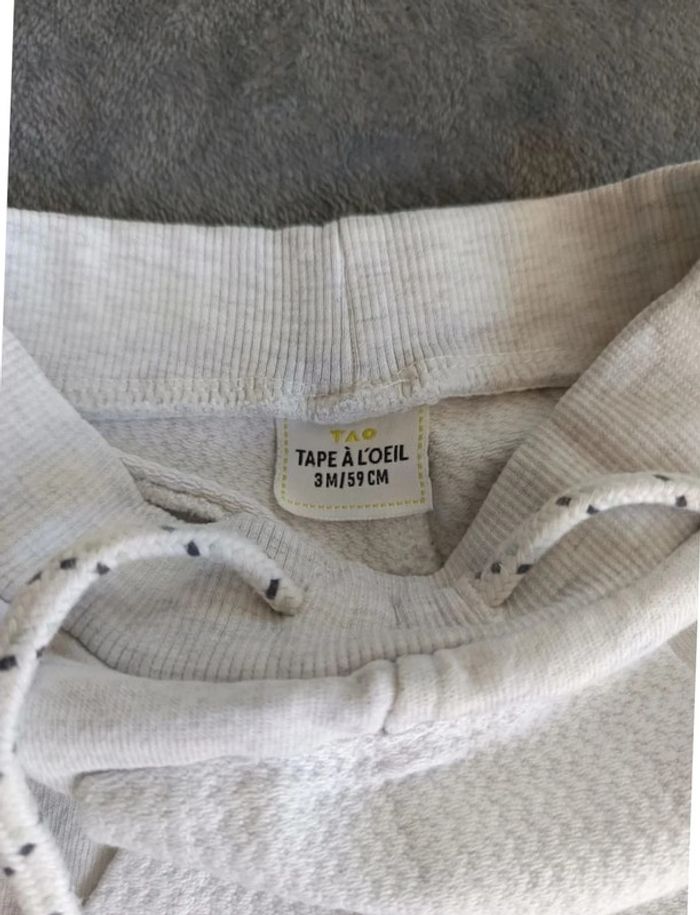 TAO
TAPE À L'OEIL
3M/59CM